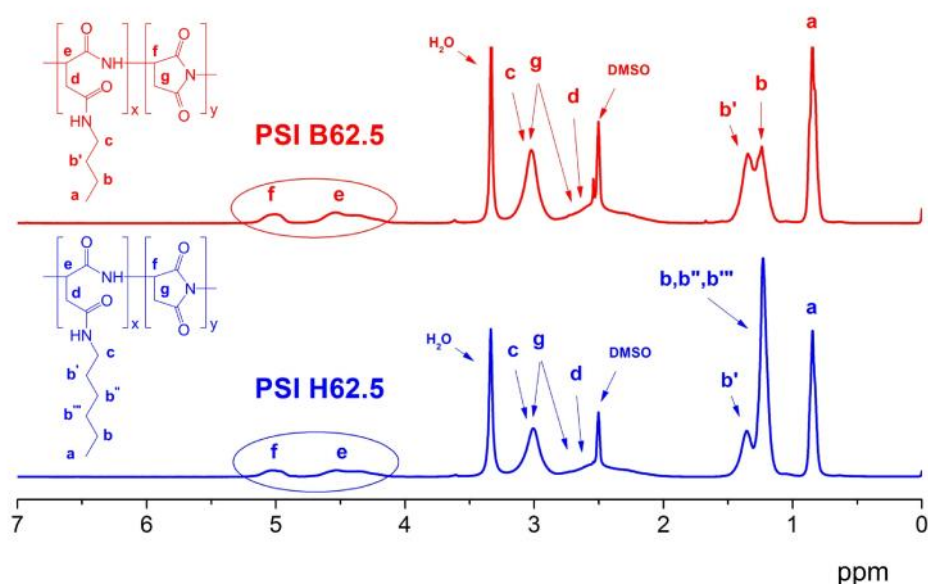 H2O
c g
d
DMSO
b' b
a
e O f O
d NH g N
O x O y
HN c
b'
b
a
PSI B62.5
f e
H2O
c g
d
DMSO
b'
b,b",b'"
a
e O f O
d NH g N
O x O y
HN c
b'
b"
b'"
b
a
PSI H62.5
f e
7 6 5 4 3 2 1 0
ppm